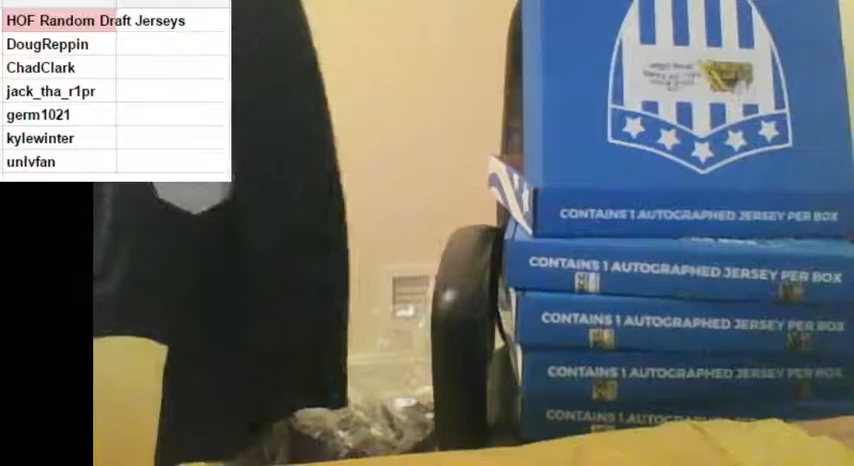 HOF Random Draft Jerseys
DougReppin
ChadClark
jack_tha_r1pr
germ1021
kylewinter
unlvfan
CONTAINS 1 AUTOGRAPHED JERSEY PER BOX
CONTAINS 1 AUTOGRAPHED JERSEY PER BOX
CONTAINS 1 AUTOGRAPHED JERSEY PER BOX
CONTAINS 1 AUTOGRAPHED JERSEY PER BOX
CONTAINS 1 AUTOGRAPHED JERSEY PER BOX